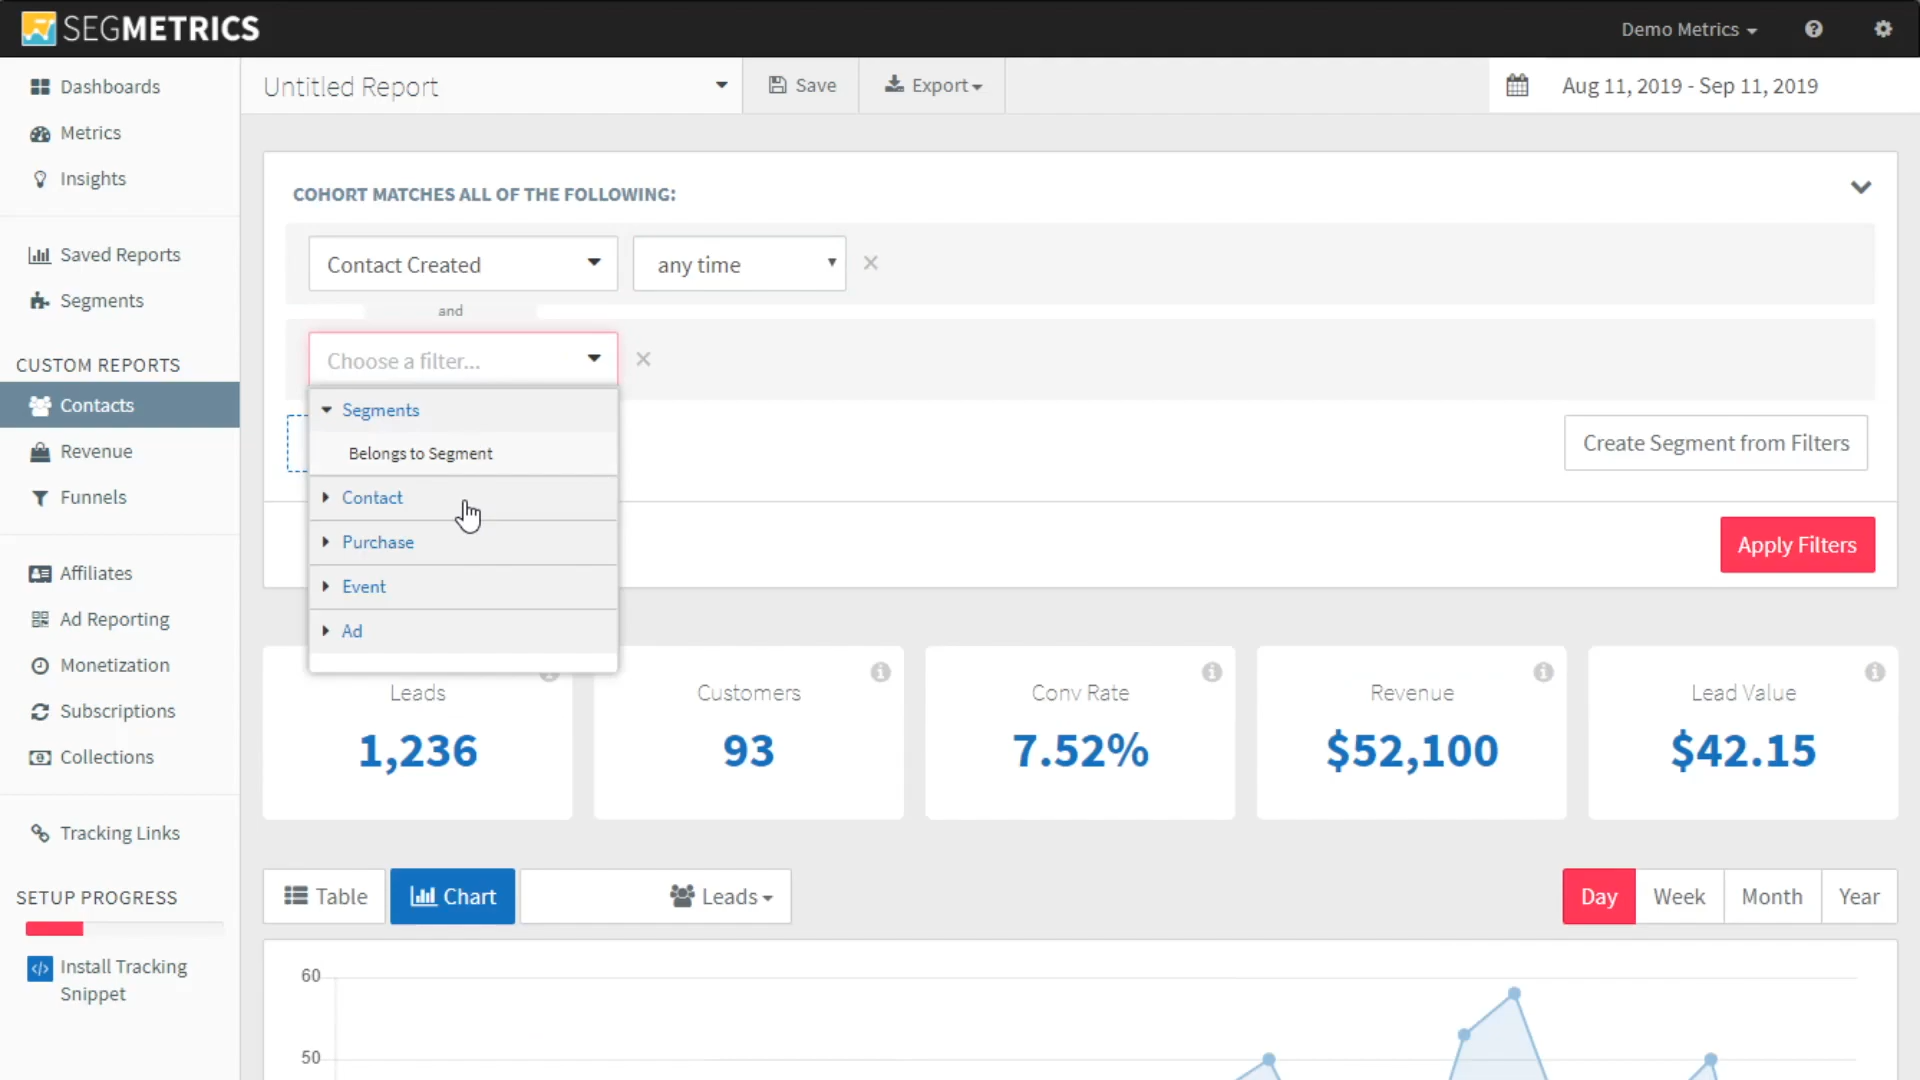 SEGMETRICS
Demo Metrics
Dashboards
Metrics
Insights
Saved Reports
Segments
CUSTOM REPORTS
Contacts
Revenue
Funnels
Affiliates
Ad Reporting
Monetization
Subscriptions
Collections
Tracking Links
SETUP PROGRESS
Install Tracking
Snippet
Untitled Report
Save
Export
Aug 11, 2019 - Sep 11, 2019
COHORT MATCHES ALL OF THE FOLLOWING:
Contact Created
any time
and
Choose a filter...
Segments
Belongs to Segment
Contact
Purchase
Event
Ad
Create Segment from Filters
Apply Filters
Leads
1,236
Customers
93
Conv Rate
7.52%
Revenue
$52,100
Lead Value
$42.15
Table
Chart
Leads
Day
Week
Month
Year
60
50